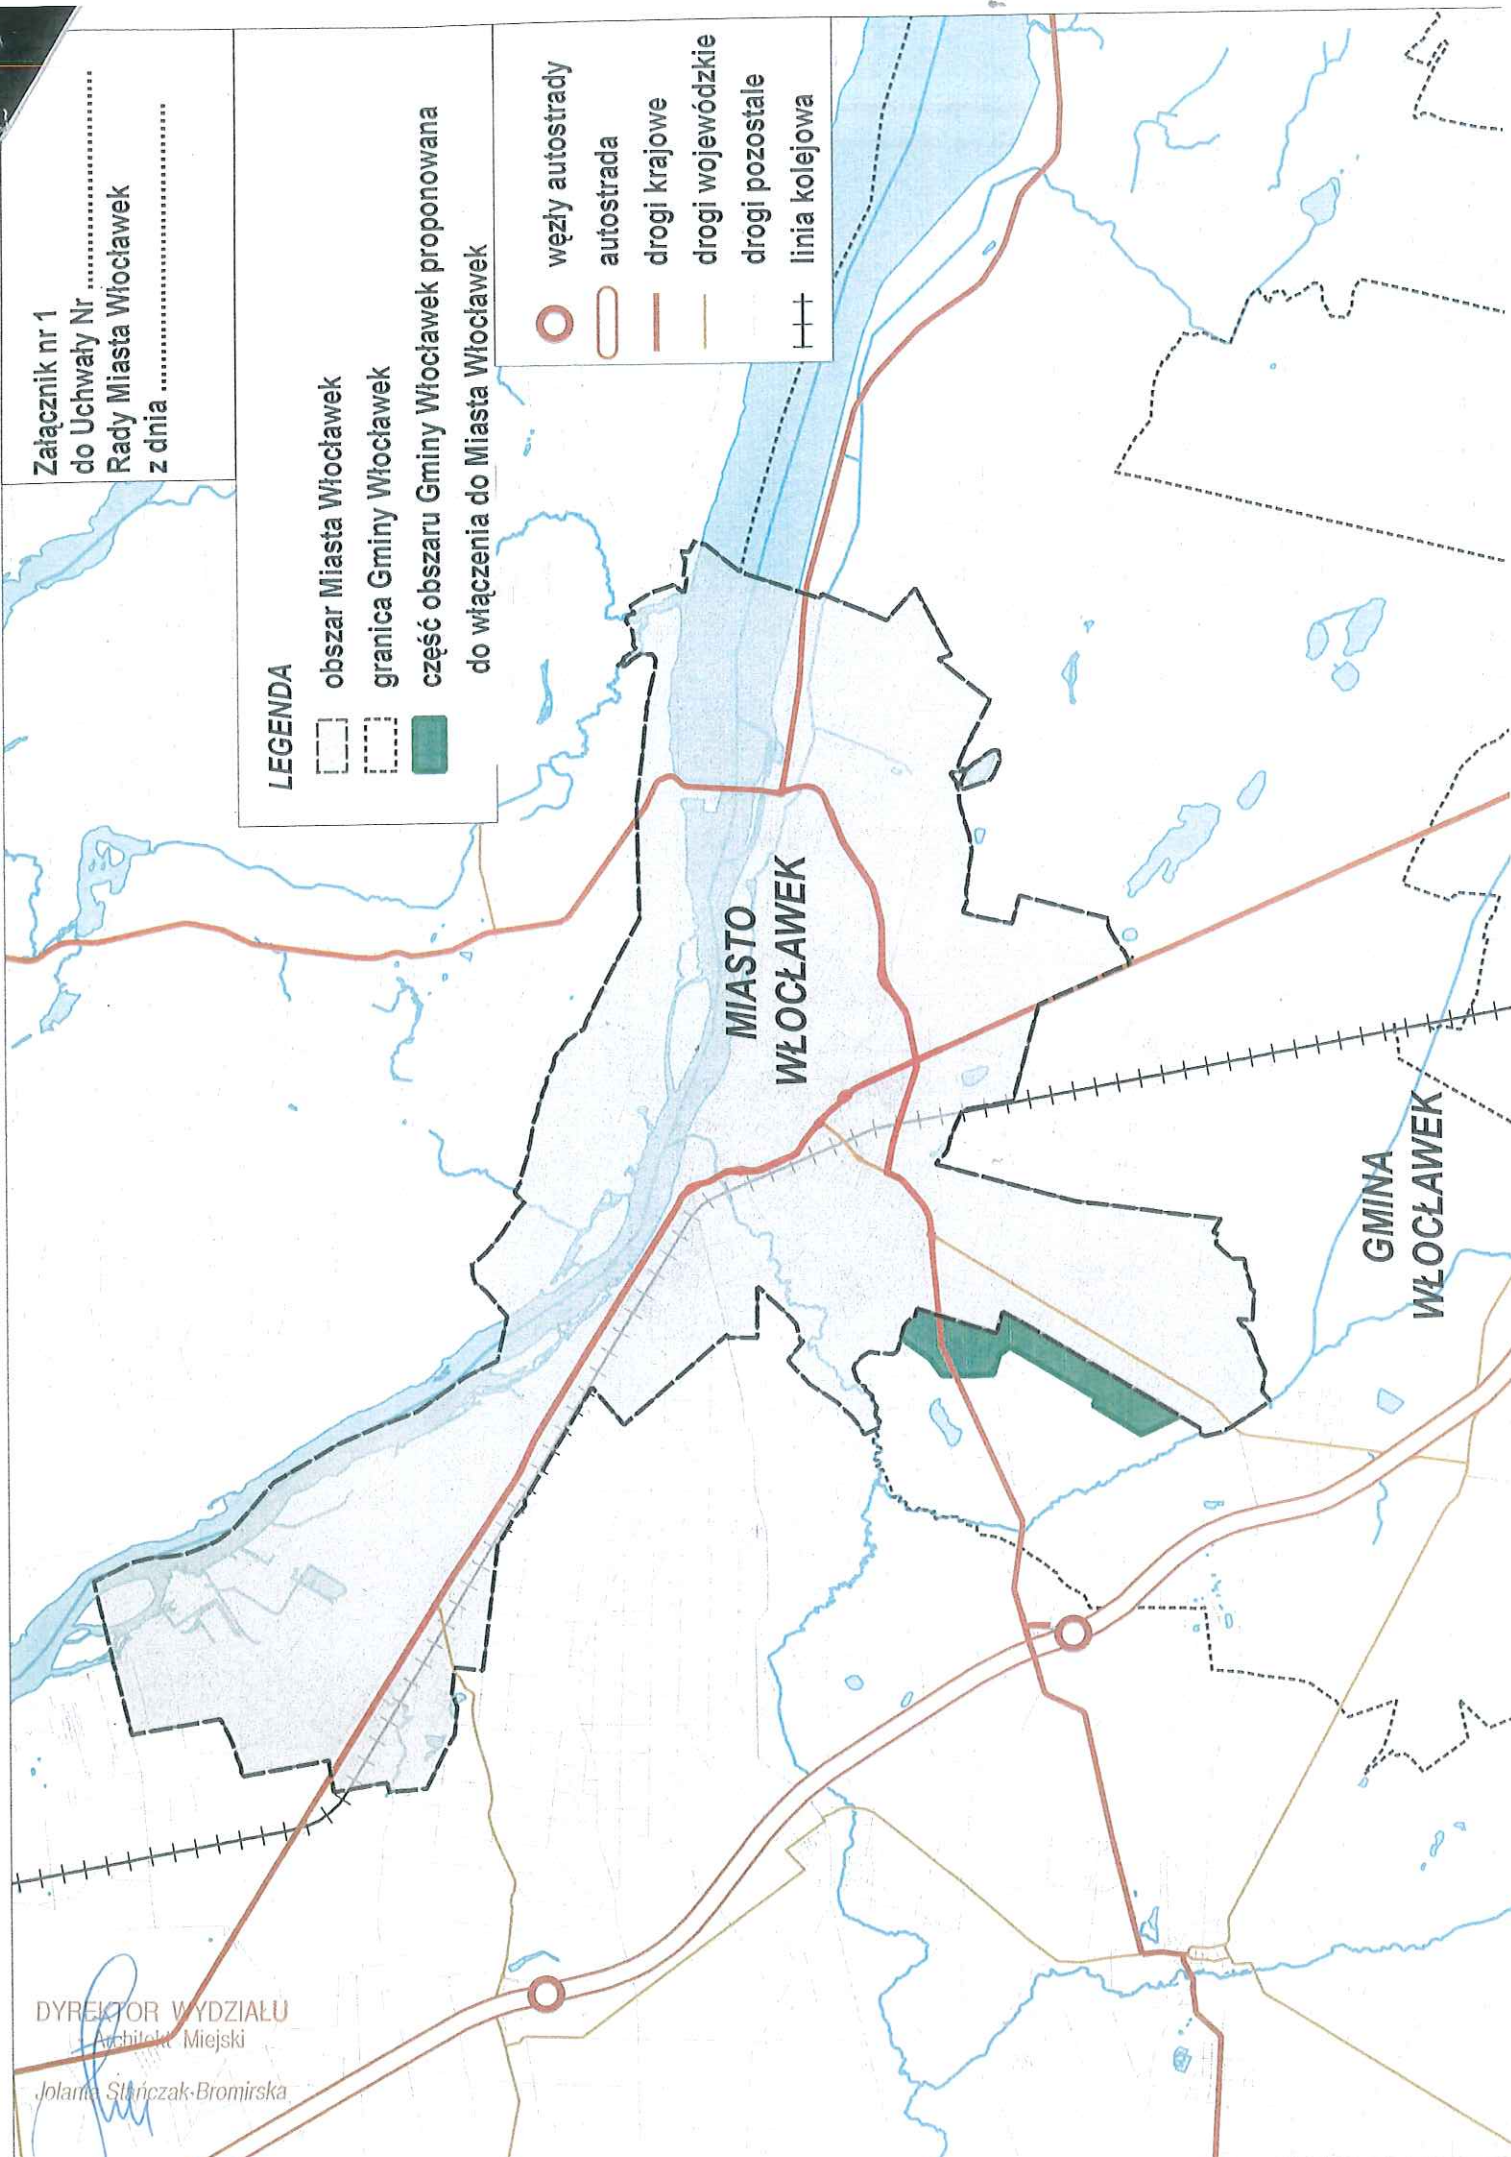 Załącznik nr 1
do Uchwały Nr ..............................
Rady Miasta Włocławek
z dnia ..........................................
LEGENDA
obszar Miasta Włocławek
granica Gminy Włocławek
część obszaru Gminy Włocławek proponowana
do włączenia do Miasta Włocławek
węzły autostrady
autostrada
drogi krajowe
drogi wojewódzkie
drogi pozostałe
linia kolejowa
MIASTO
WŁOCŁAWEK
GMINA
WŁOCŁAWEK
DYREKTOR WYDZIAŁU
Architekt Miejski
Jolanta Stańczak-Bromirska